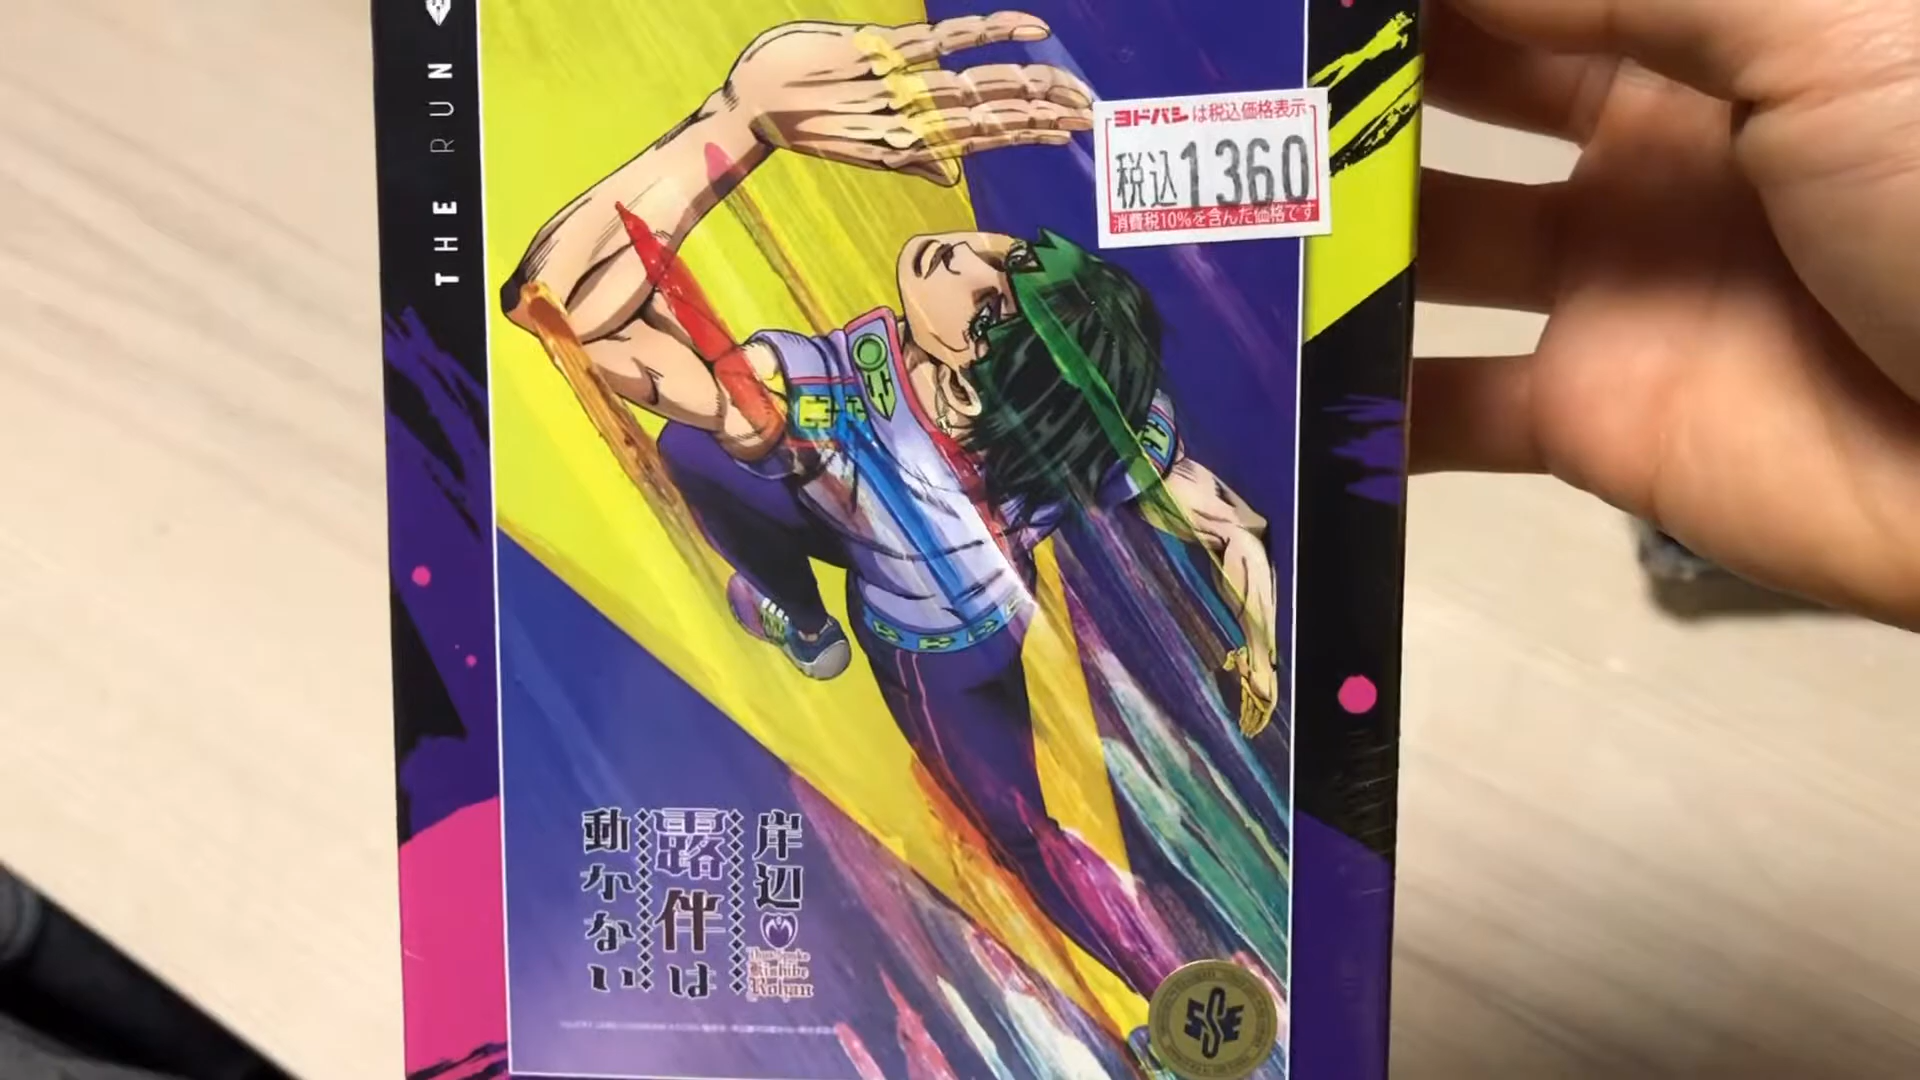 THE RUN
ヨドバシは税込価格表示
税込1360
消費税10%を含んだ価格です
岸辺
露伴は
動かない
Thus Spoke
Kishibe
Rohan
SSE